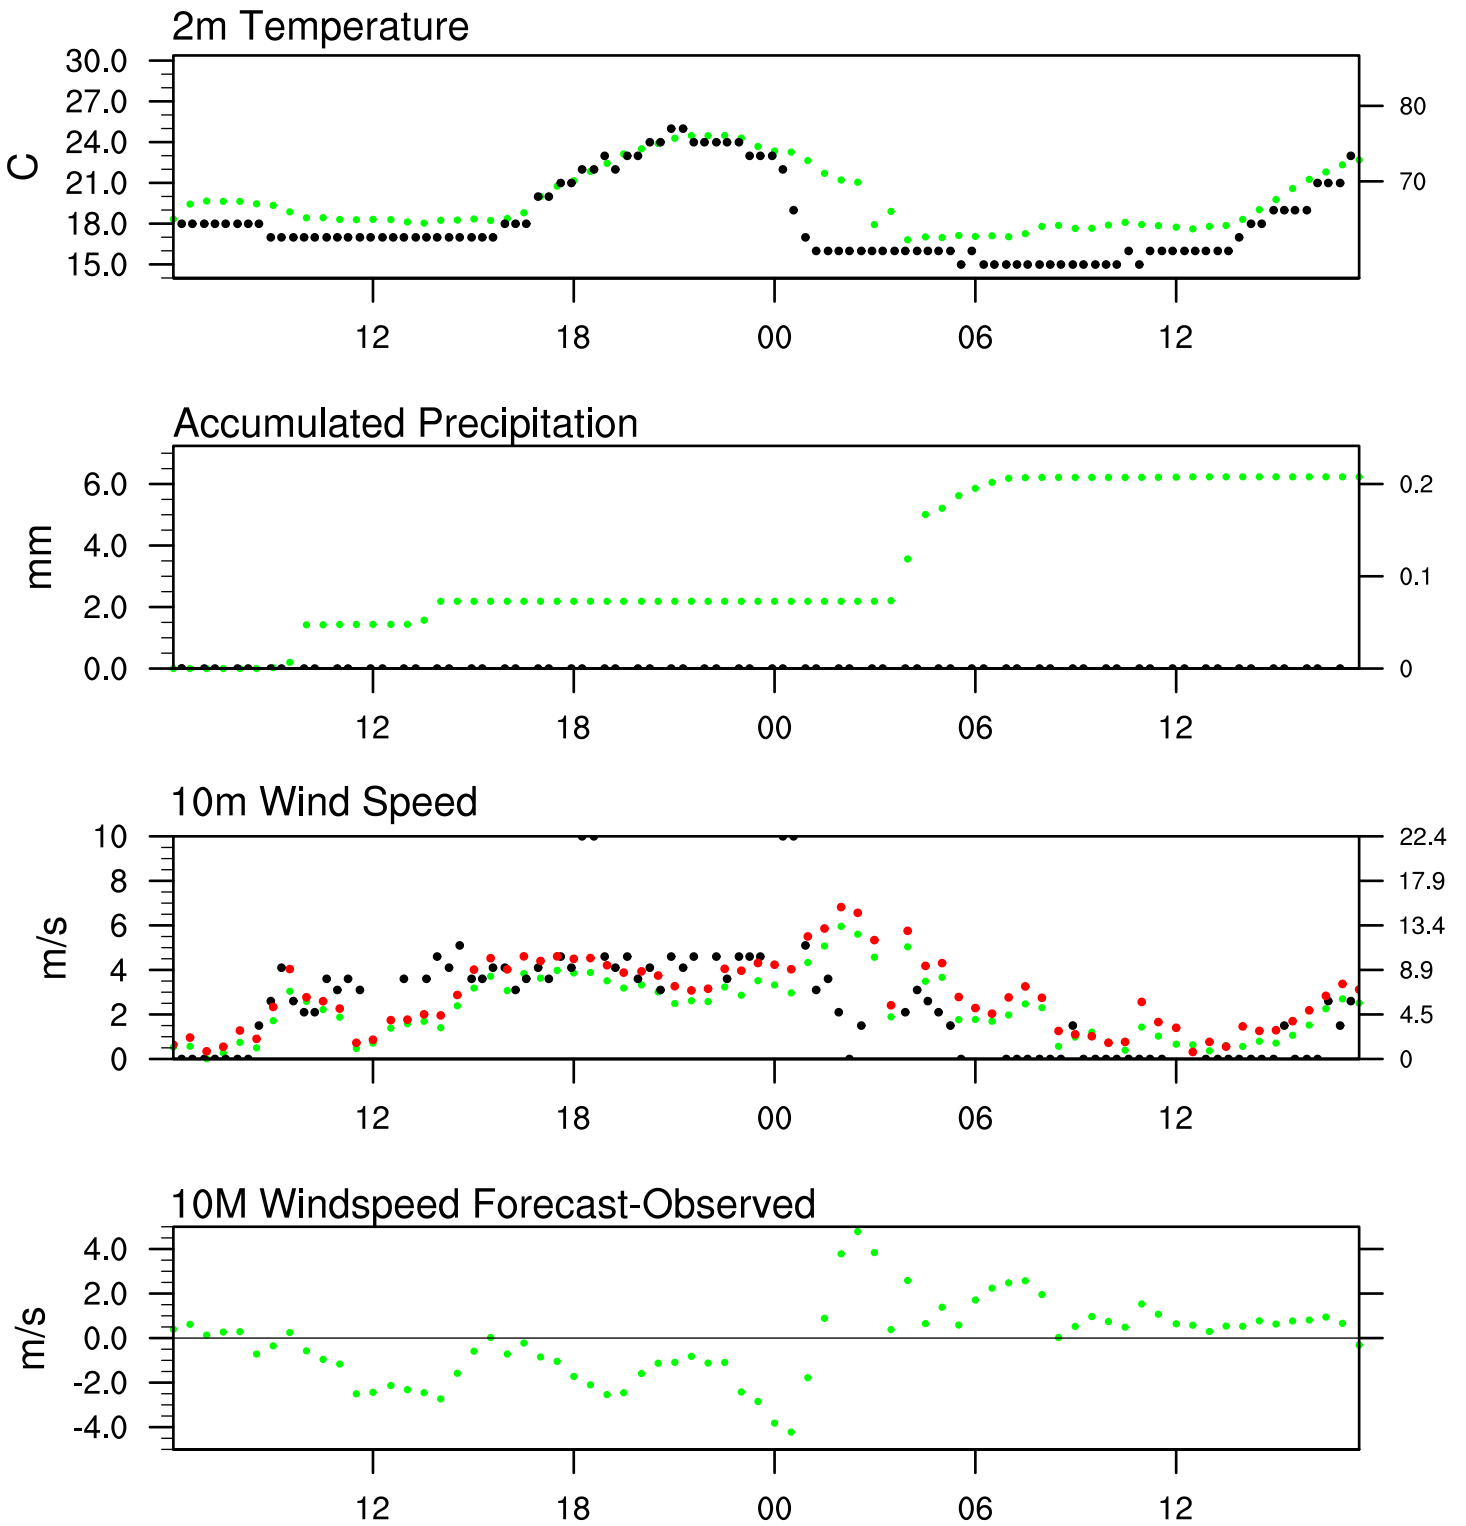 2m Temperature
30.0
27.0
24.0
21.0
18.0
15.0
C
80
70
12 18 00 06 12
Accumulated Precipitation
6.0
4.0
2.0
0.0
mm
0.2
0.1
0
12 18 00 06 12
10m Wind Speed
10
8
6
4
2
0
m/s
22.4
17.9
13.4
8.9
4.5
0
12 18 00 06 12
10M Windspeed Forecast-Observed
4.0
2.0
0.0
-2.0
-4.0
m/s
12 18 00 06 12